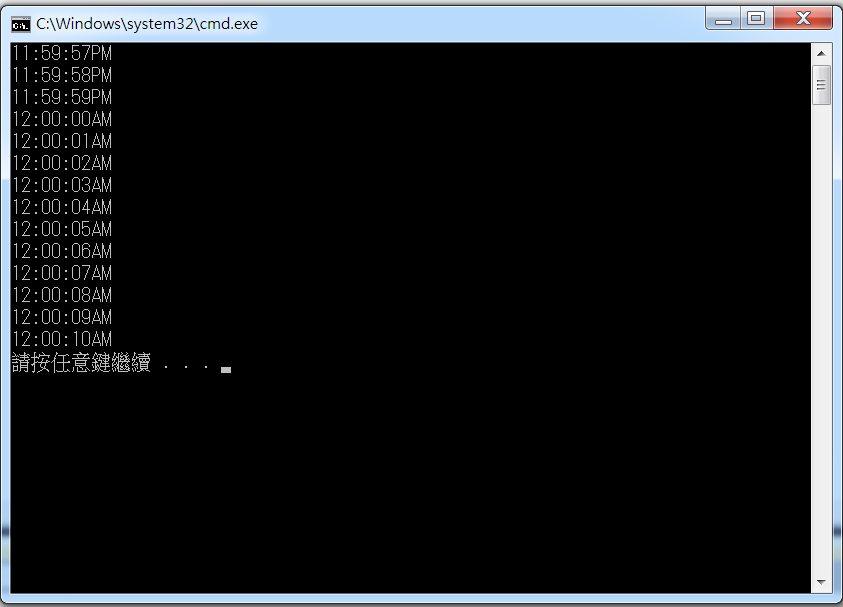 C:\Windows\system32\cmd.exe
11:59:57PM
11:59:58PM
11:59:59PM
12:00:00AM
12:00:01AM
12:00:02AM
12:00:03AM
12:00:04AM
12:00:05AM
12:00:06AM
12:00:07AM
12:00:08AM
12:00:09AM
12:00:10AM
請按任意鍵繼續 . . .